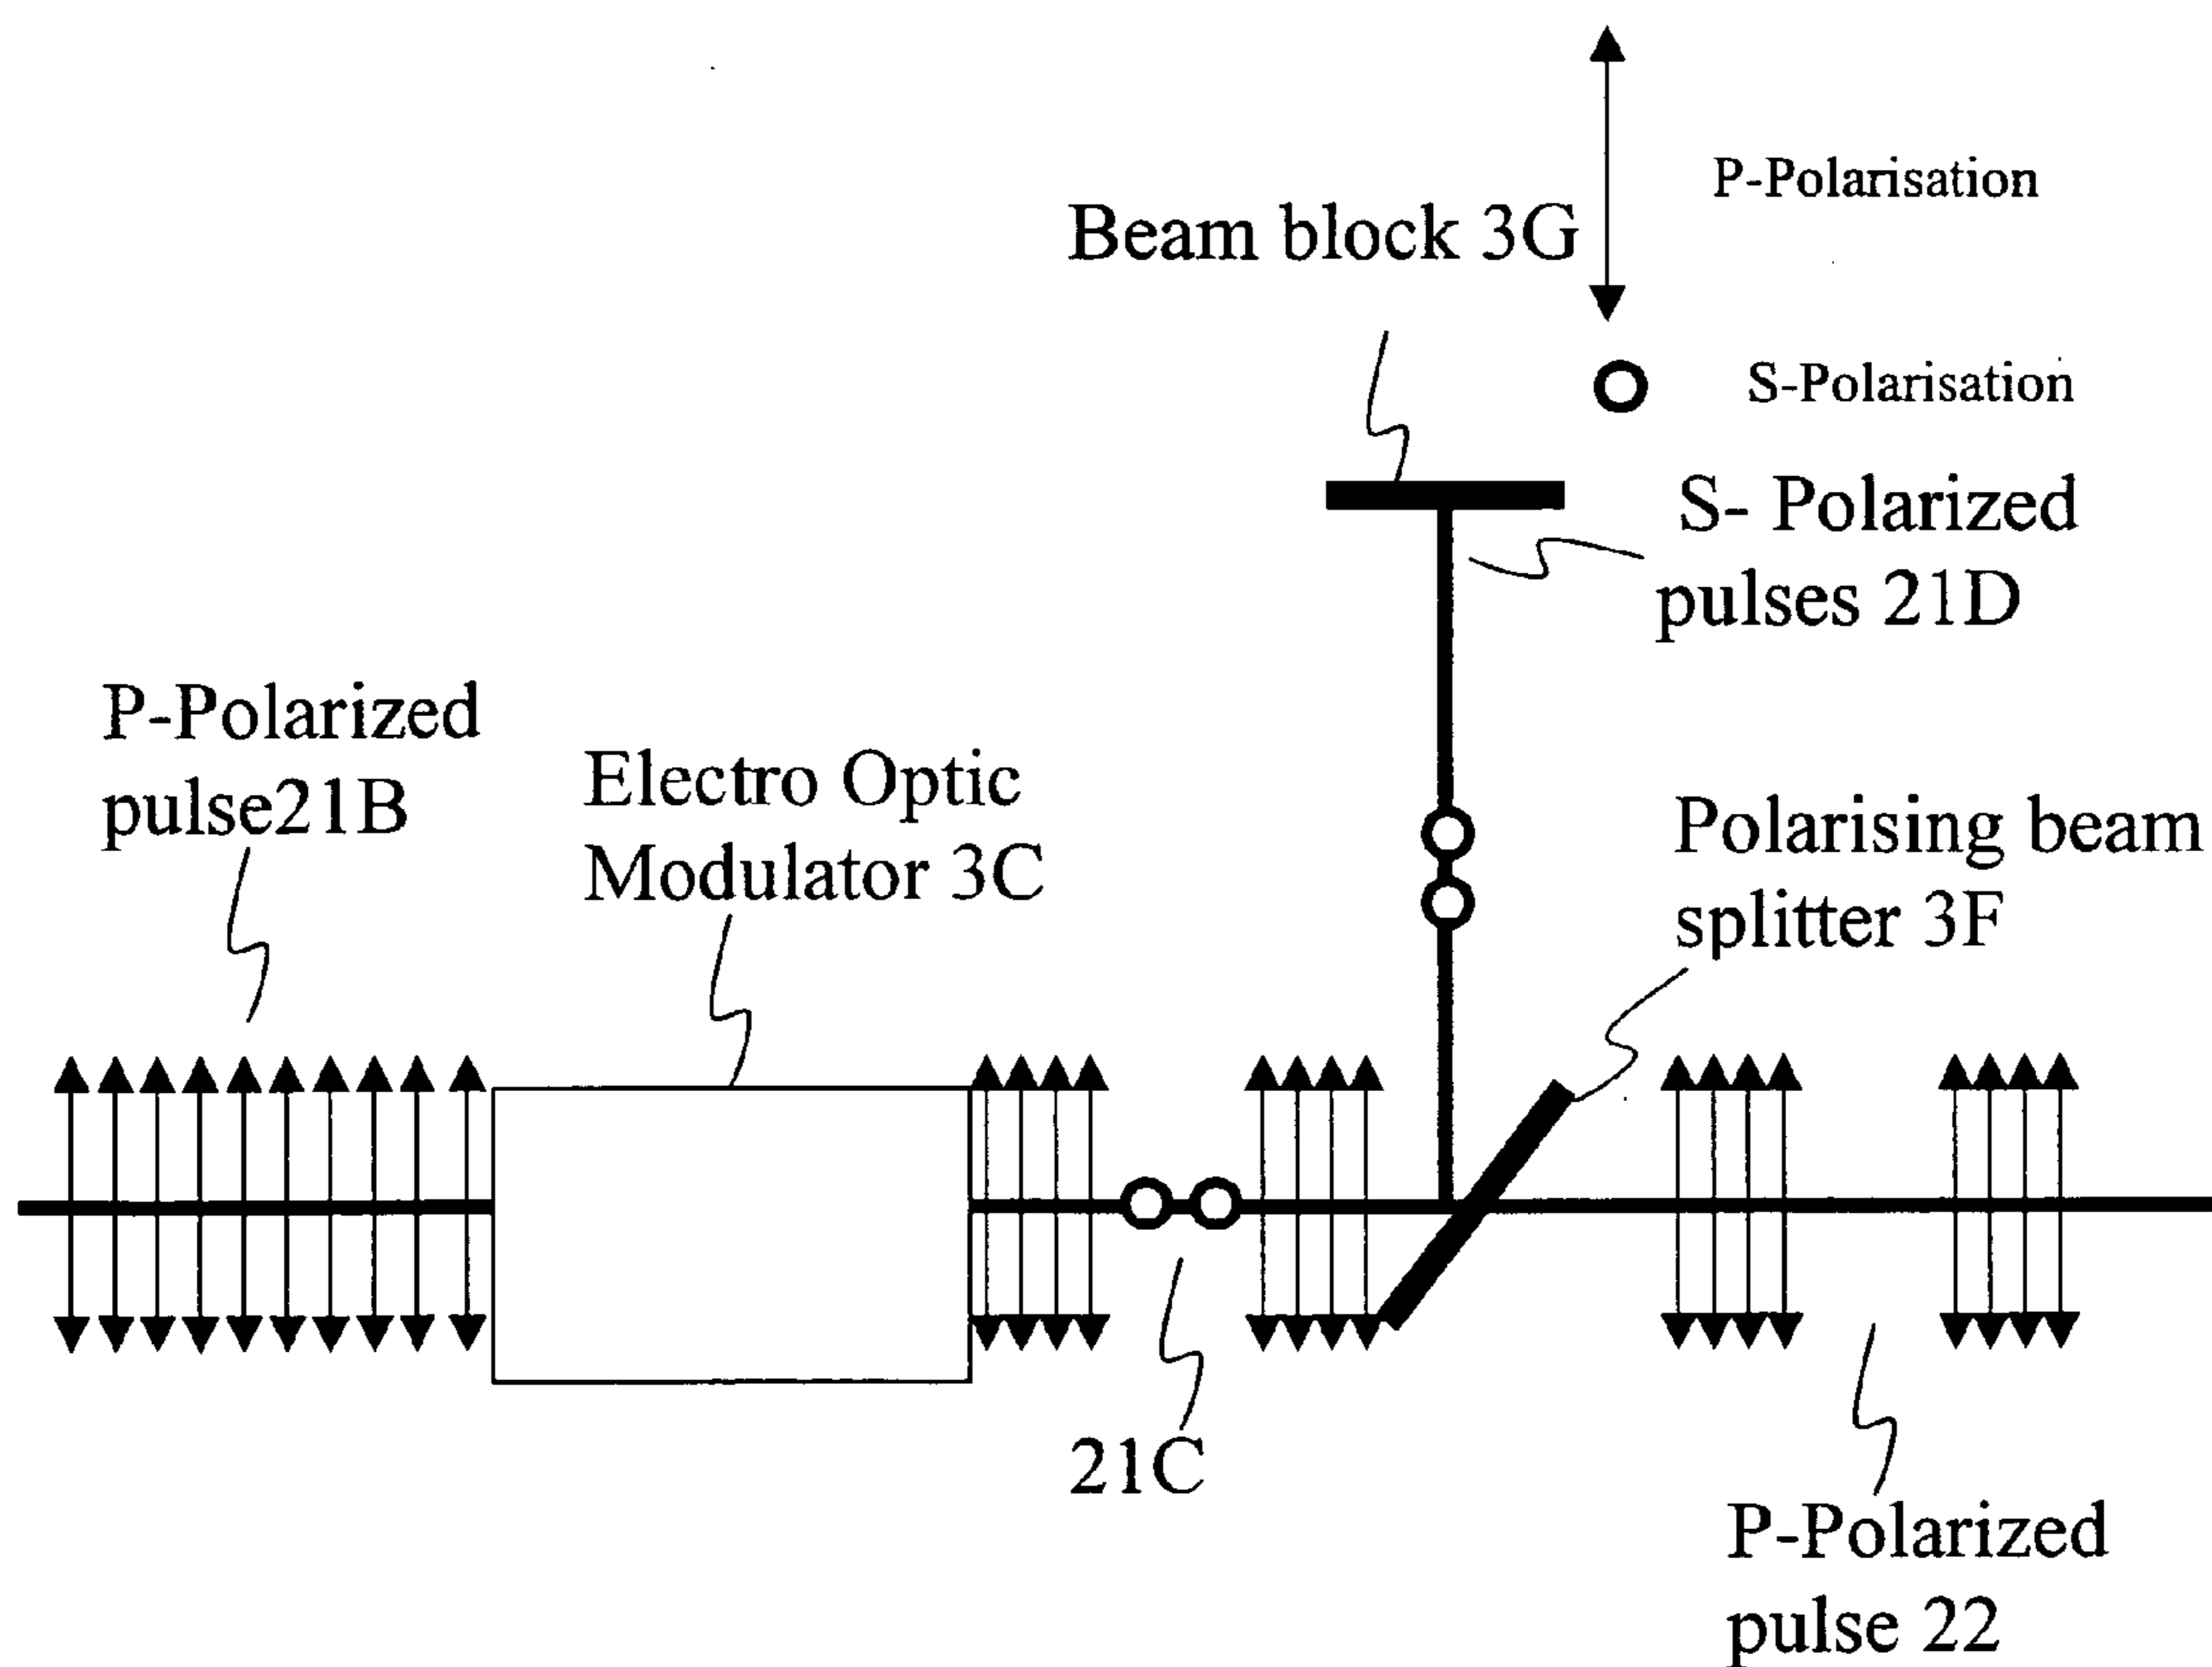 P-Polarisation
Beam block 3G
S-Polarisation
S- Polarized
pulses 21D
P-Polarized
pulse21B
Electro Optic
Modulator 3C
Polarising beam
splitter 3F
21C
P-Polarized
pulse 22